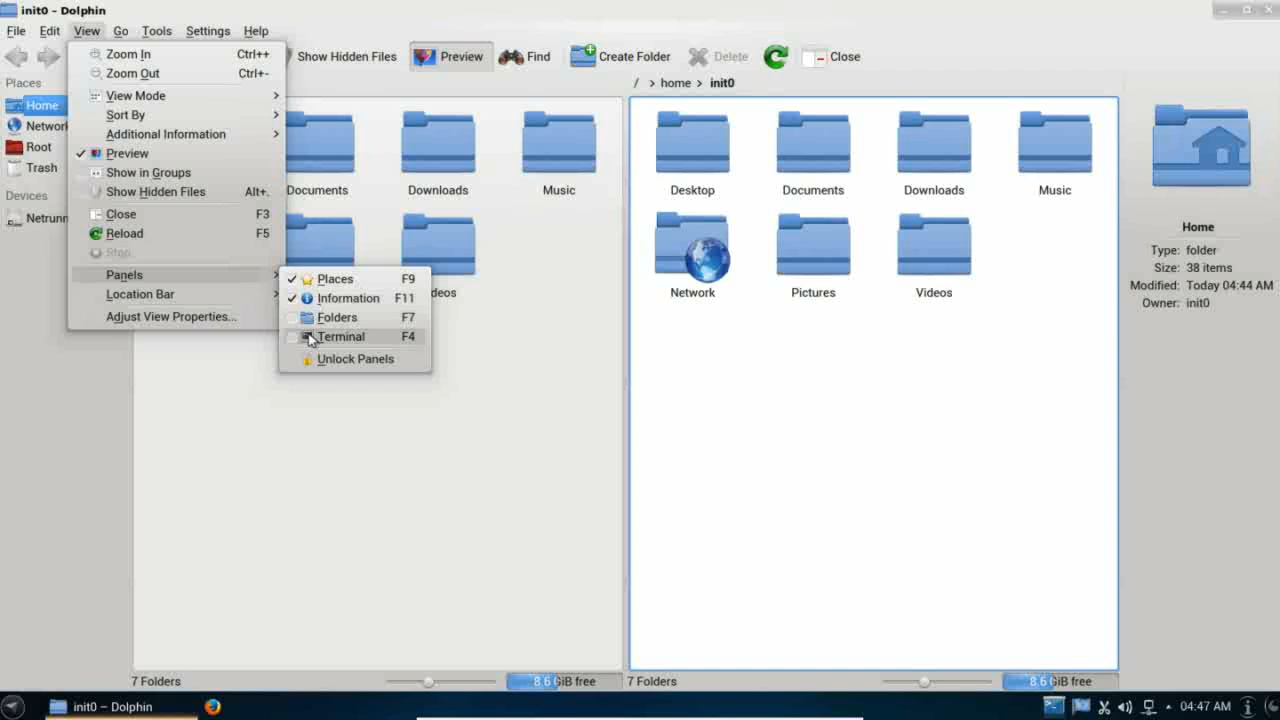 init0 – Dolphin
File Edit View Go Tools Settings Help
Show Hidden Files Preview Find Create Folder Delete Close
Zoom In Ctrl++
Zoom Out Ctrl+-
View Mode
Sort By
Additional Information
Preview
Show in Groups
Show Hidden Files Alt+.
Close F3
Reload F5
Stop
Panels
Location Bar
Adjust View Properties...
Places F9
Information F11
Folders F7
Terminal F4
Unlock Panels
Places
Home
Network
Root
Trash
Devices
Netrunn
Documents Downloads Music
deos
7 Folders 8.6 GiB free
/ > home > init0
Desktop Documents Downloads Music
Network Pictures Videos
7 Folders 8.6 GiB free
Home
Type: folder
Size: 38 items
Modified: Today 04:44 AM
Owner: init0
init0 – Dolphin 04:47 AM